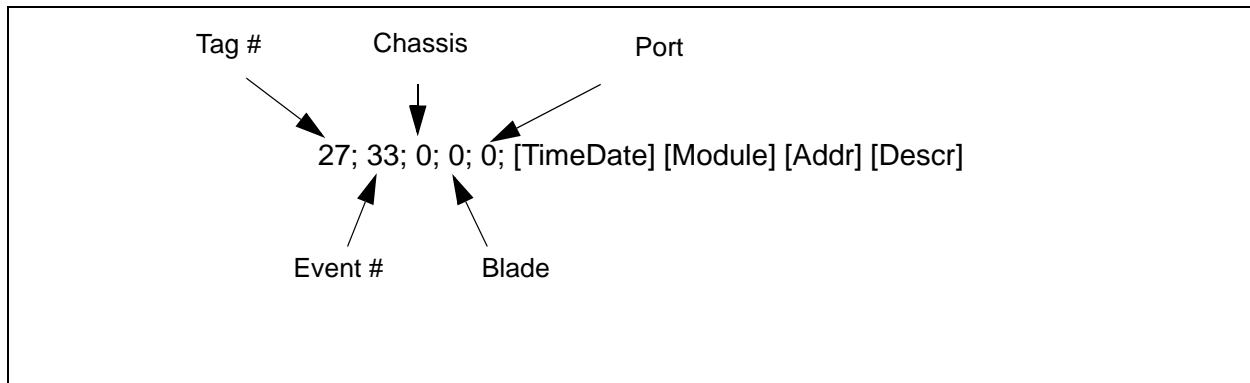 Tag #
Chassis
Port
27; 33; 0; 0; 0; [TimeDate] [Module] [Addr] [Descr]
Event #
Blade